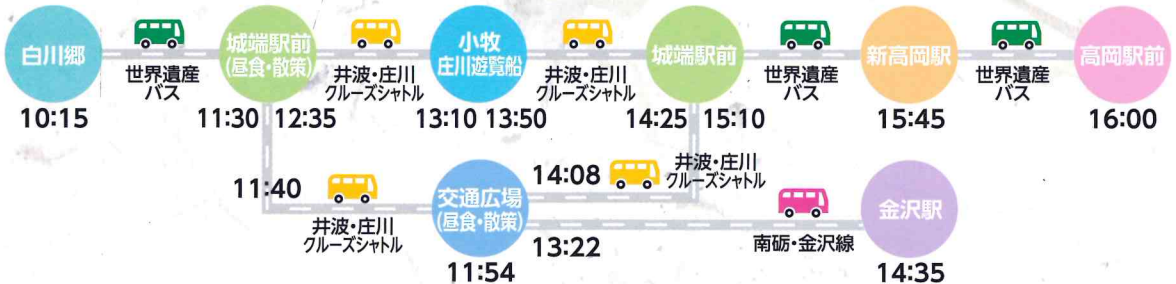 白川郷
世界遺産
バス
城端駅前
(昼食・散策)
井波・庄川
クルーズシャトル
小牧
庄川遊覧船
井波・庄川
クルーズシャトル
城端駅前
世界遺産
バス
新高岡駅
世界遺産
バス
高岡駅前
10:15
11:30 12:35
13:10 13:50
14:25 15:10
15:45
16:00
11:40
井波・庄川
クルーズシャトル
交通広場
(昼食・散策)
11:54
14:08
井波・庄川
クルーズシャトル
13:22
南砺・金沢線
金沢駅
14:35